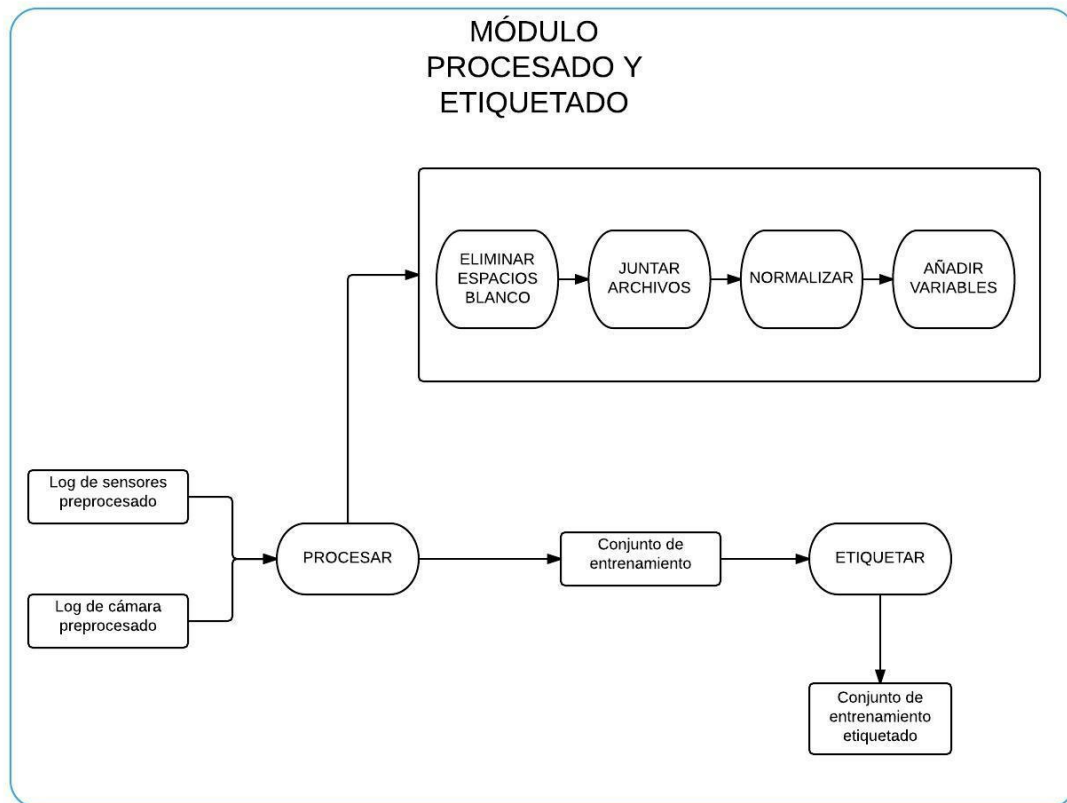 MÓDULO
PROCESADO Y
ETIQUETADO
ELIMINAR
ESPACIOS
BLANCO
JUNTAR
ARCHIVOS
NORMALIZAR
AÑADIR
VARIABLES
Log de sensores
preprocesado
Log de cámara
preprocesado
PROCESAR
Conjunto de
entrenamiento
ETIQUETAR
Conjunto de
entrenamiento
etiquetado